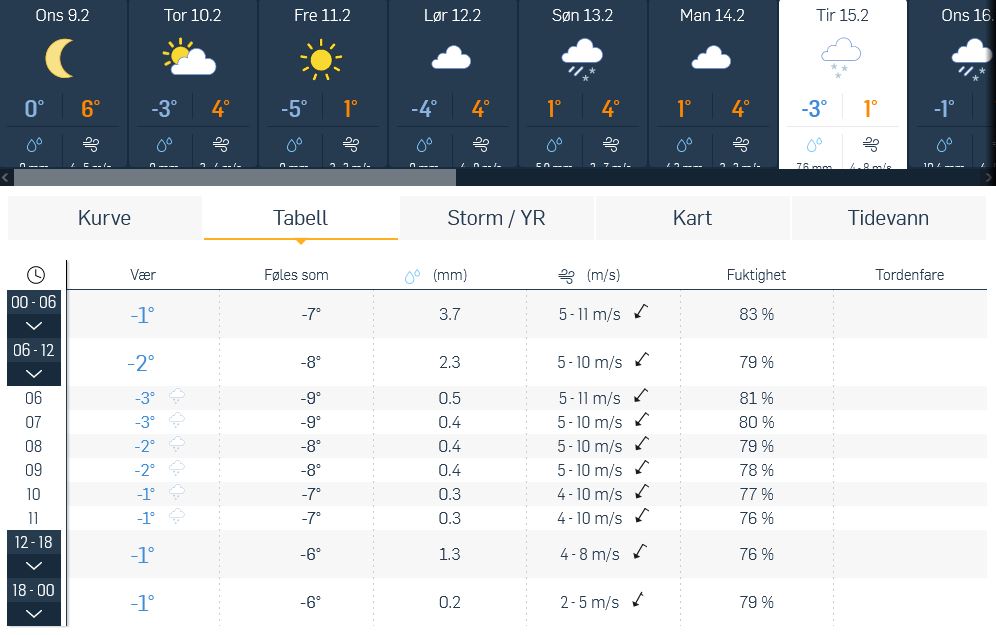 Ons 9.2 Tor 10.2 Fre 11.2 Lør 12.2 Søn 13.2 Man 14.2 Tir 15.2 Ons 16.
0° 6° -3° 4° -5° 1° -4° 4° 1° 4° 1° 4° -3° 1° -1°
Kurve Tabell Storm / YR Kart Tidevann
Vær Føles som (mm) (m/s) Fuktighet Tordenfare
00 - 06 -1° -7° 3.7 5 - 11 m/s 83 %
06 - 12 -2° -8° 2.3 5 - 10 m/s 79 %
06 -3° -9° 0.5 5 - 11 m/s 81 %
07 -3° -9° 0.4 5 - 10 m/s 80 %
08 -2° -8° 0.4 5 - 10 m/s 79 %
09 -2° -8° 0.4 5 - 10 m/s 78 %
10 -1° -7° 0.3 4 - 10 m/s 77 %
11 -1° -7° 0.3 4 - 10 m/s 76 %
12 - 18 -1° -6° 1.3 4 - 8 m/s 76 %
18 - 00 -1° -6° 0.2 2 - 5 m/s 79 %